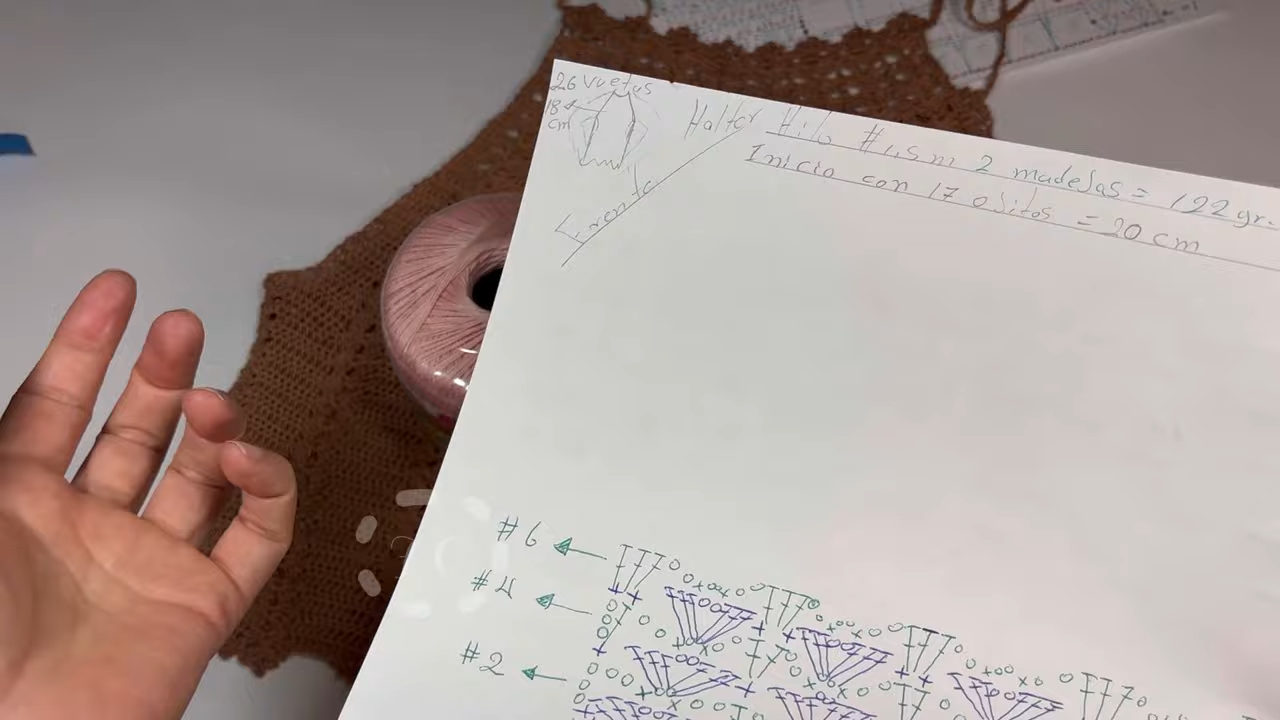 26 vueltas
18
cm
Halter Hilo #1,5 m 2 madejas = 122 gr.
Inicio con 17 ositos = 20 cm
Frente
#6
#4
#2